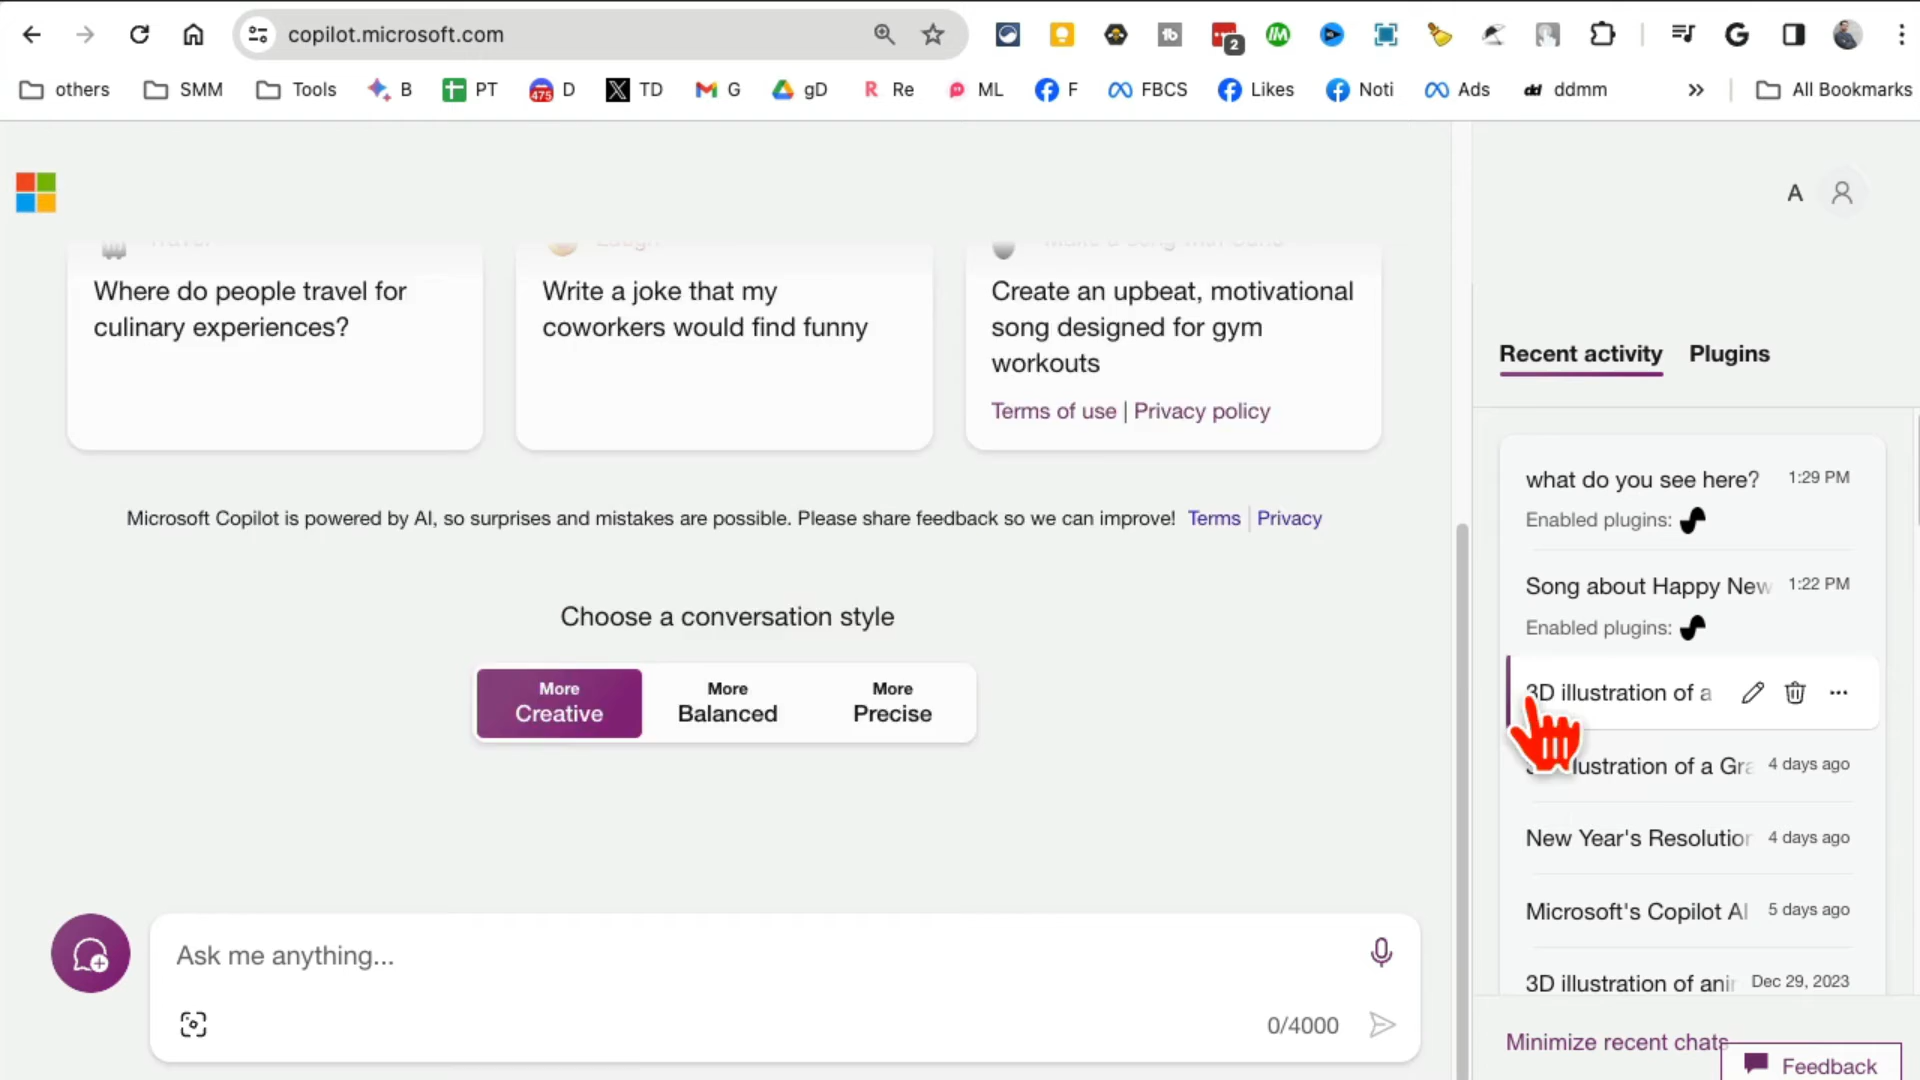 copilot.microsoft.com
2
others SMM Tools B PT 475 D TD G gD Re ML F FBCS Likes Noti Ads ddmm All Bookmarks
A
Where do people travel for
culinary experiences?
Write a joke that my
coworkers would find funny
Create an upbeat, motivational
song designed for gym
workouts
Terms of use | Privacy policy
Microsoft Copilot is powered by AI, so surprises and mistakes are possible. Please share feedback so we can improve! Terms Privacy
Choose a conversation style
More
Creative
More
Balanced
More
Precise
Ask me anything...
0/4000
Recent activity Plugins
what do you see here? 1:29 PM
Enabled plugins:
Song about Happy New 1:22 PM
Enabled plugins:
3D illustration of a ...
illustration of a Gra 4 days ago
New Year's Resolution 4 days ago
Microsoft's Copilot AI 5 days ago
3D illustration of anim Dec 29, 2023
Minimize recent chats
Feedback